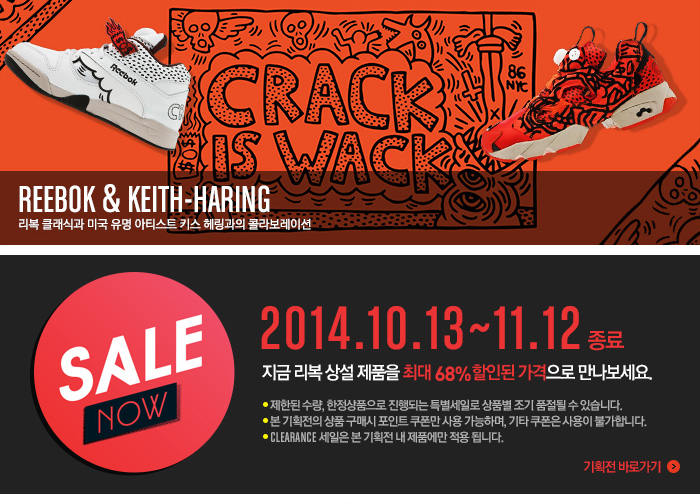 Reebok
CRACK
IS WACK
86
NYC
REEBOK & KEITH-HARING
리복 클래식과 미국 유명 아티스트 키스 헤링과의 콜라보레이션
SALE
NOW
2014.10.13~11.12 종료
지금 리복 상설 제품을 최대 68%할인된 가격으로 만나보세요.
제한된 수량, 한정상품으로 진행되는 특별세일로 상품별 조기 품절될 수 있습니다.
본 기획전의 상품 구매시 포인트 쿠폰만 사용 가능하며, 기타 쿠폰은 사용이 불가합니다.
CLEARANCE 세일은 본 기획전 내 제품에만 적용 됩니다.
기획전 바로가기